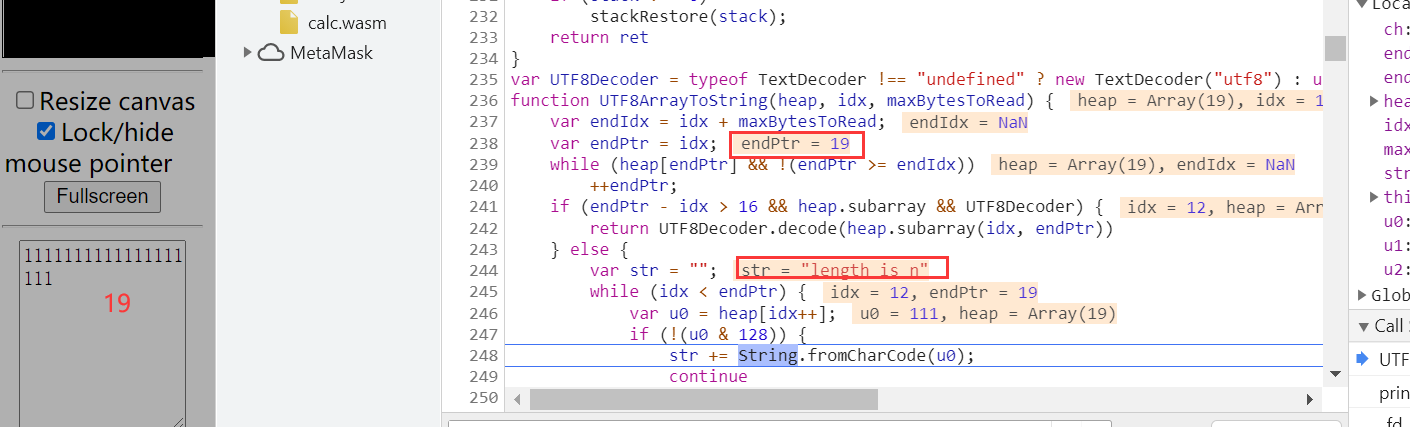 calc.wasm
MetaMask
Resize canvas
Lock/hide
mouse pointer
Fullscreen
1111111111111111
111
19
232
233
234
235
236
237
238
239
240
241
242
243
244
245
246
247
248
249
250
stackRestore(stack);
return ret
}
var UTF8Decoder = typeof TextDecoder !== "undefined" ? new TextDecoder("utf8") : u
function UTF8ArrayToString(heap, idx, maxBytesToRead) { heap = Array(19), idx = 1
var endIdx = idx + maxBytesToRead; endIdx = NaN
var endPtr = idx; endPtr = 19
while (heap[endPtr] && !(endPtr >= endIdx)) heap = Array(19), endIdx = NaN
++endPtr;
if (endPtr - idx > 16 && heap.subarray && UTF8Decoder) { idx = 12, heap = Arr
return UTF8Decoder.decode(heap.subarray(idx, endPtr))
} else {
var str = ""; str = "length is n"
while (idx < endPtr) { idx = 12, endPtr = 19
var u0 = heap[idx++]; u0 = 111, heap = Array(19)
if (!(u0 & 128)) {
str += String.fromCharCode(u0);
continue
Loca
ch:
end
end
hea
idx
max
str
thi
u0:
u1:
u2:
Glob
Call S
UTF
prin
fd